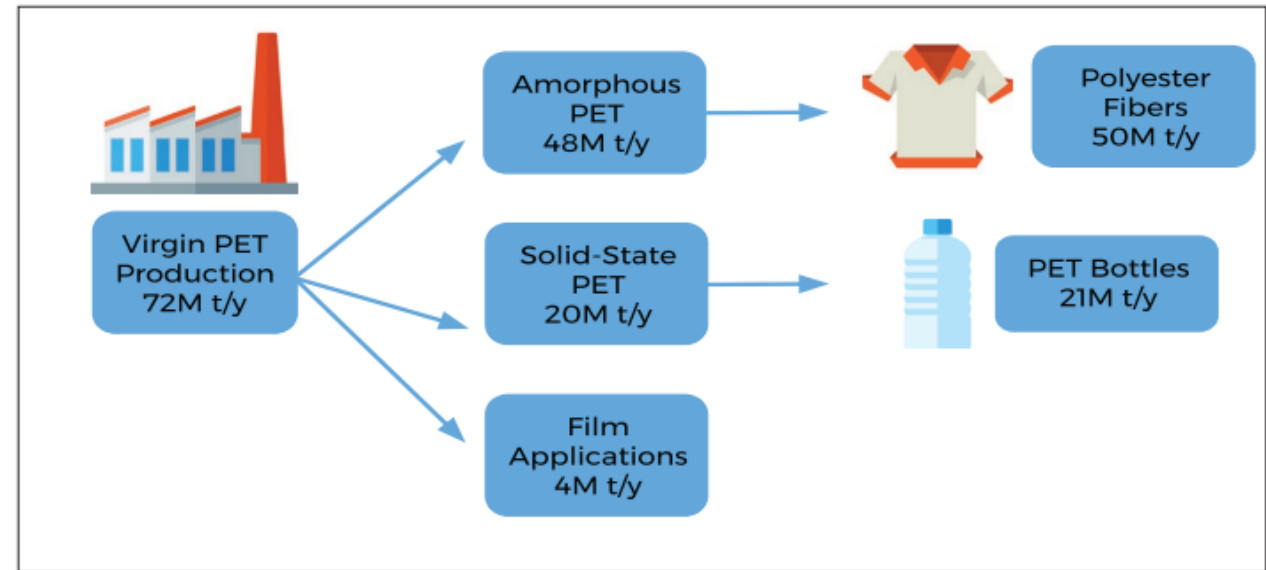 Virgin PET
Production
72M t/y
Amorphous
PET
48M t/y
Solid-State
PET
20M t/y
Film
Applications
4M t/y
Polyester
Fibers
50M t/y
PET Bottles
21M t/y